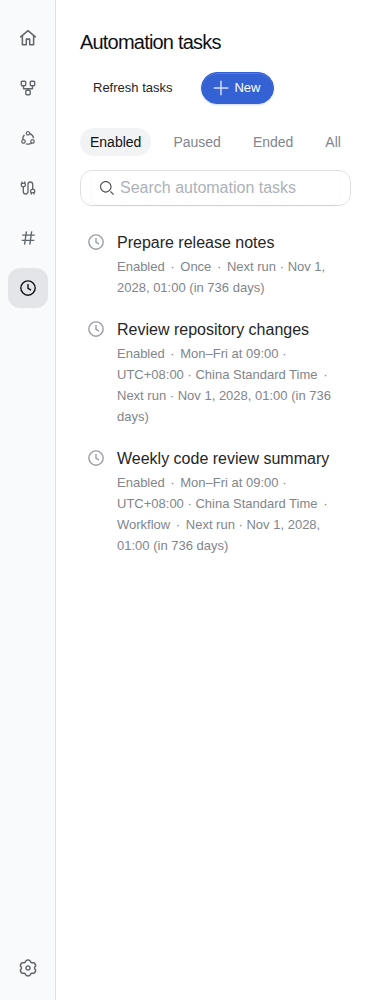 Automation tasks
Refresh tasks
New
Enabled
Paused
Ended
All
Search automation tasks
Prepare release notes
Enabled · Once · Next run · Nov 1,
2028, 01:00 (in 736 days)
Review repository changes
Enabled · Mon–Fri at 09:00 ·
UTC+08:00 · China Standard Time ·
Next run · Nov 1, 2028, 01:00 (in 736
days)
Weekly code review summary
Enabled · Mon–Fri at 09:00 ·
UTC+08:00 · China Standard Time ·
Workflow · Next run · Nov 1, 2028,
01:00 (in 736 days)